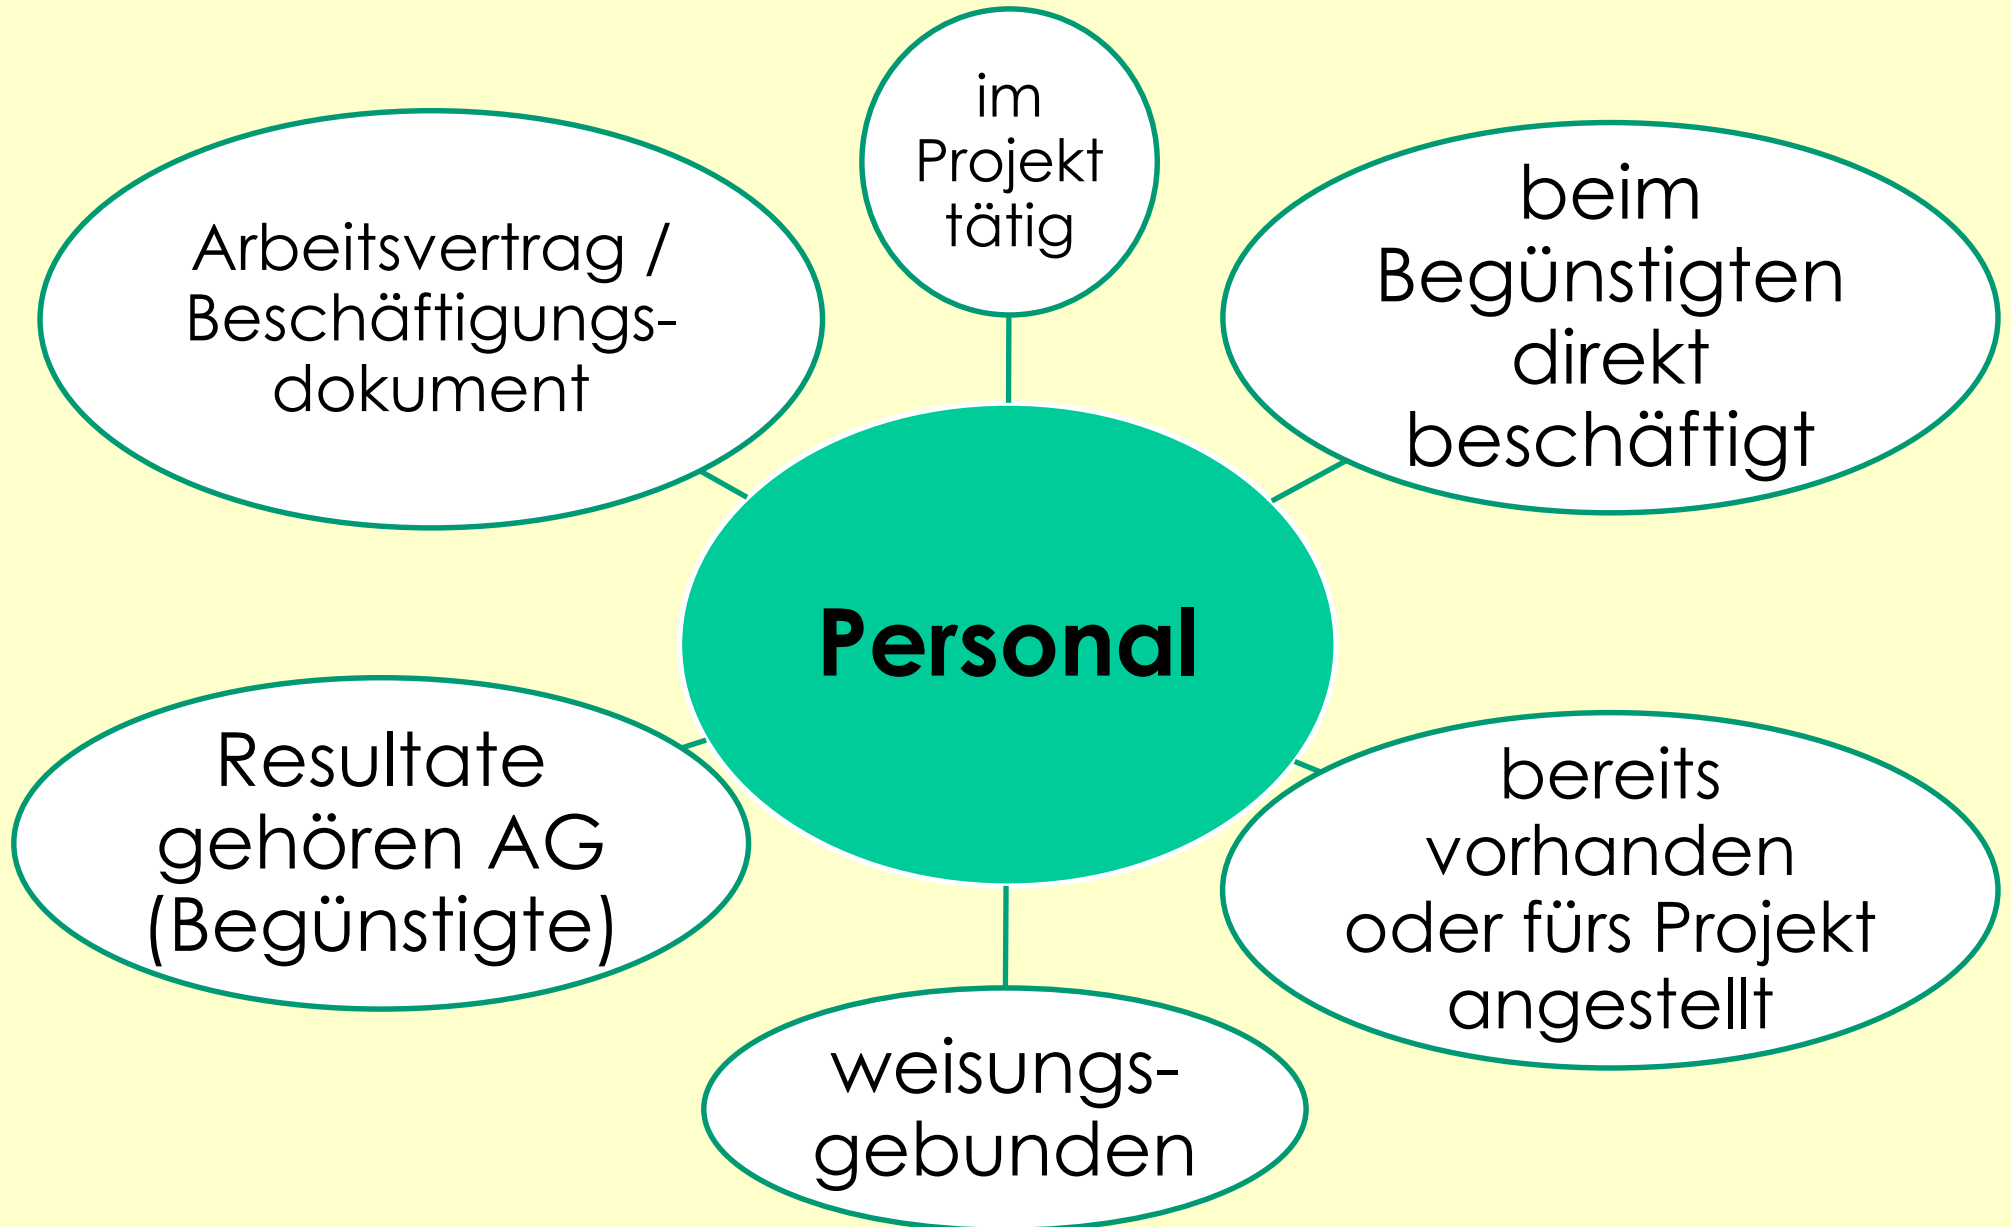 im
Projekt
tätig
Arbeitsvertrag /
Beschäftigungs-
dokument
beim
Begünstigten
direkt
beschäftigt
Personal
Resultate
gehören AG
(Begünstigte)
bereits
vorhanden
oder fürs Projekt
angestellt
weisungs-
gebunden